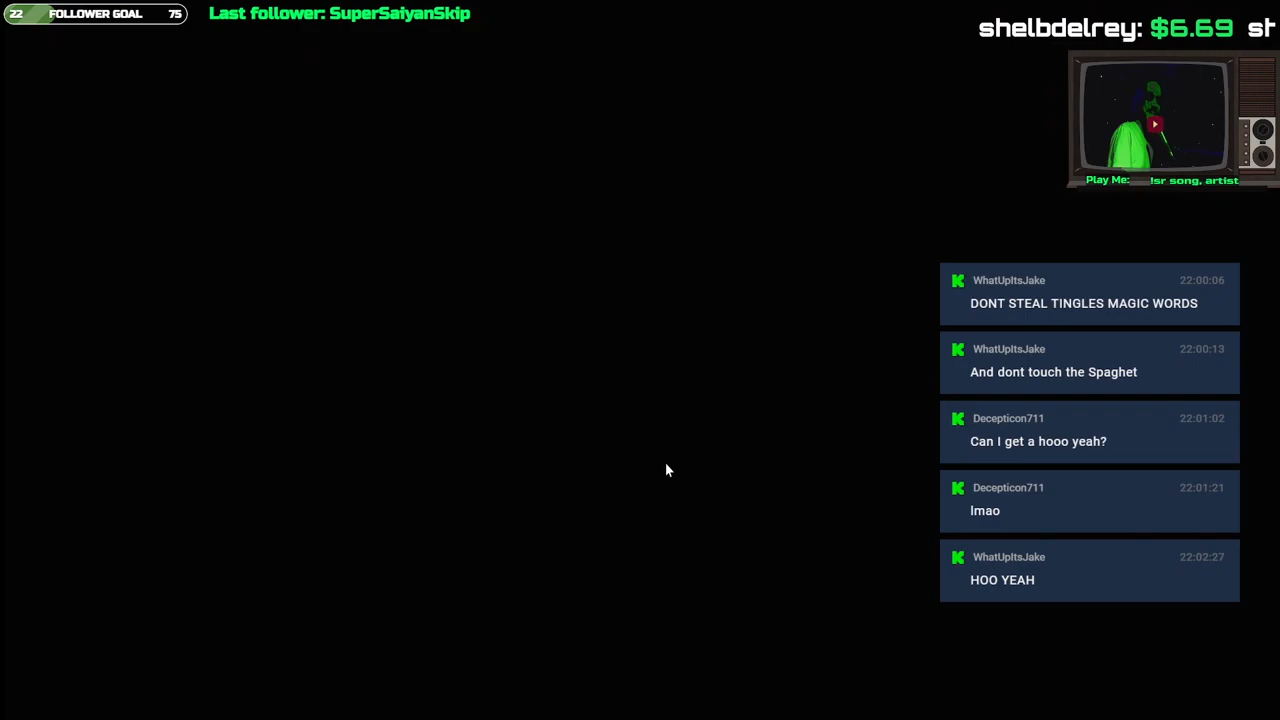 22 FOLLOWER GOAL 75
Last follower: SuperSaiyanSkip
shelbdelrey: $6.69 st
Play Me: !sr song, artist
WhatUpItsJake 22:00:06
DONT STEAL TINGLES MAGIC WORDS
WhatUpItsJake 22:00:13
And dont touch the Spaghet
Decepticon711 22:01:02
Can I get a hooo yeah?
Decepticon711 22:01:21
lmao
WhatUpItsJake 22:02:27
HOO YEAH